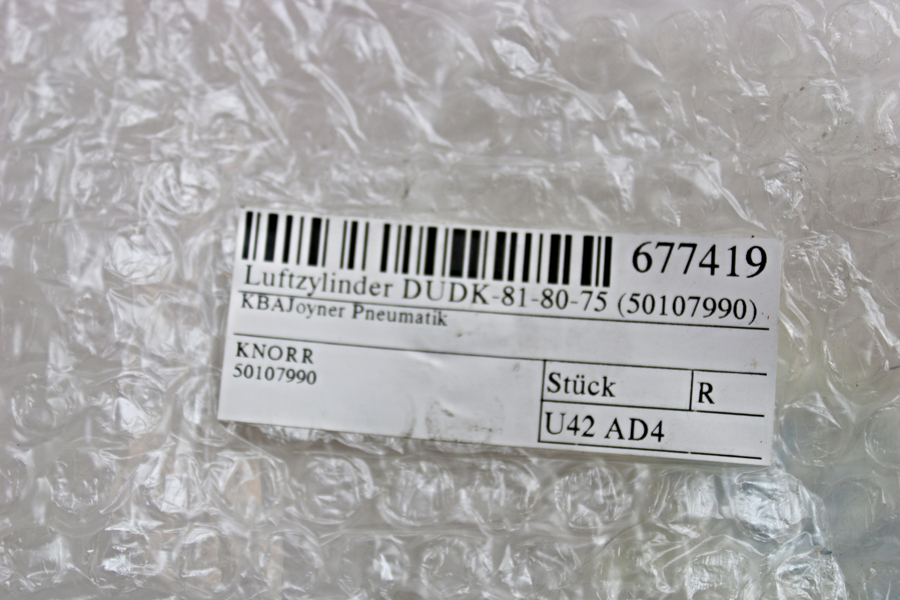 677419
Luftzylinder DUDK-81-80-75 (50107990)
KBAJoyner Pneumatik
KNORR
50107990
Stück R
U42 AD4